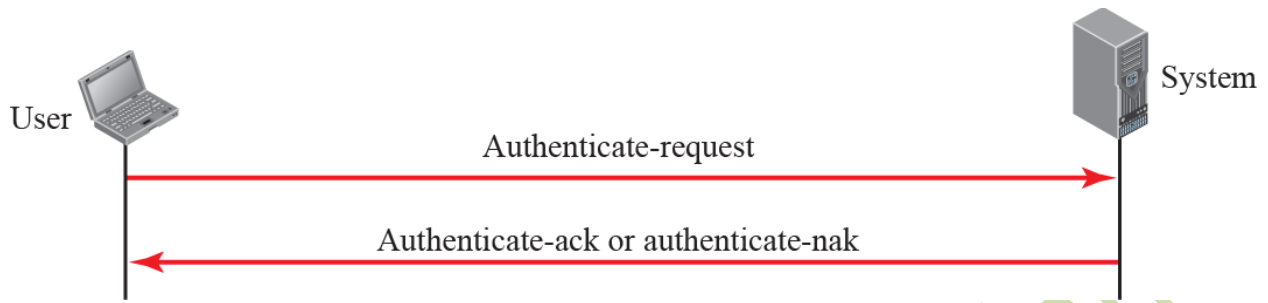 User
System
Authenticate-request
Authenticate-ack or authenticate-nak